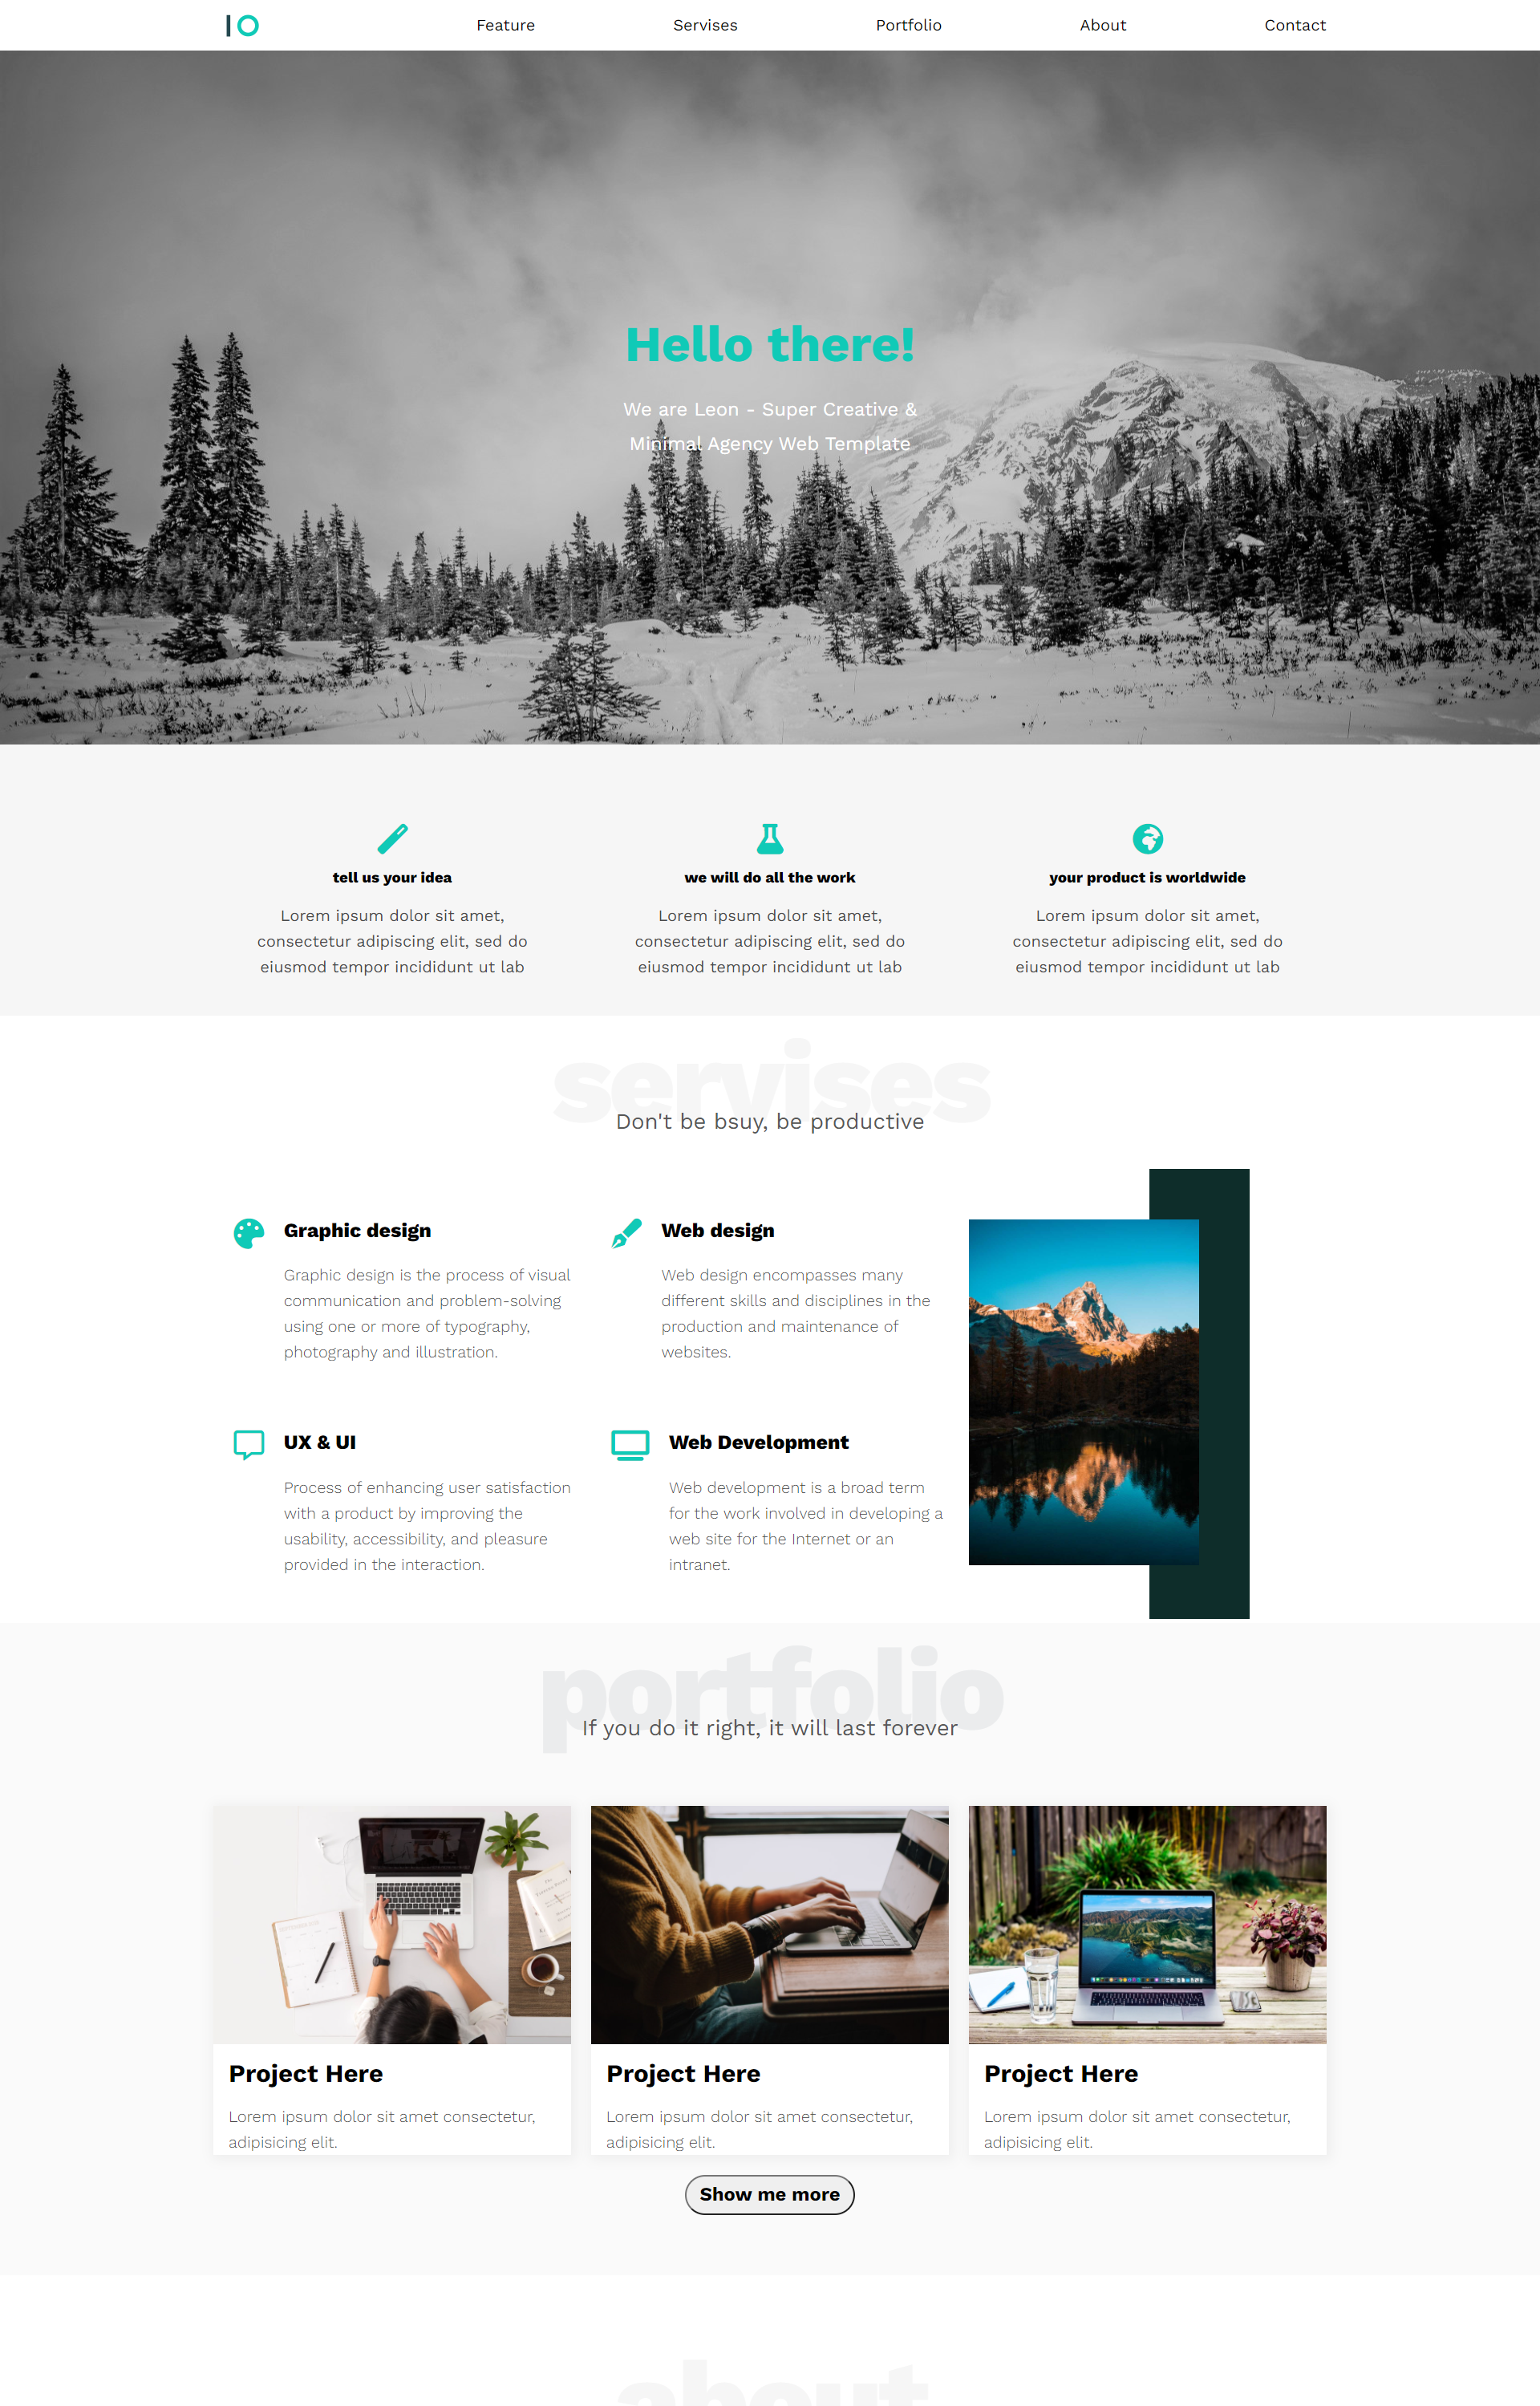 IO
Feature Servises Portfolio About Contact
Hello there!
We are Leon - Super Creative &
Minimal Agency Web Template
tell us your idea
Lorem ipsum dolor sit amet,
consectetur adipiscing elit, sed do
eiusmod tempor incididunt ut lab
we will do all the work
Lorem ipsum dolor sit amet,
consectetur adipiscing elit, sed do
eiusmod tempor incididunt ut lab
your product is worldwide
Lorem ipsum dolor sit amet,
consectetur adipiscing elit, sed do
eiusmod tempor incididunt ut lab
servises
Don't be bsuy, be productive
Graphic design
Graphic design is the process of visual
communication and problem-solving
using one or more of typography,
photography and illustration.
Web design
Web design encompasses many
different skills and disciplines in the
production and maintenance of
websites.
UX & UI
Process of enhancing user satisfaction
with a product by improving the
usability, accessibility, and pleasure
provided in the interaction.
Web Development
Web development is a broad term
for the work involved in developing a
web site for the Internet or an
intranet.
portfolio
If you do it right, it will last forever
Project Here
Lorem ipsum dolor sit amet consectetur,
adipisicing elit.
Project Here
Lorem ipsum dolor sit amet consectetur,
adipisicing elit.
Project Here
Lorem ipsum dolor sit amet consectetur,
adipisicing elit.
Show me more
about